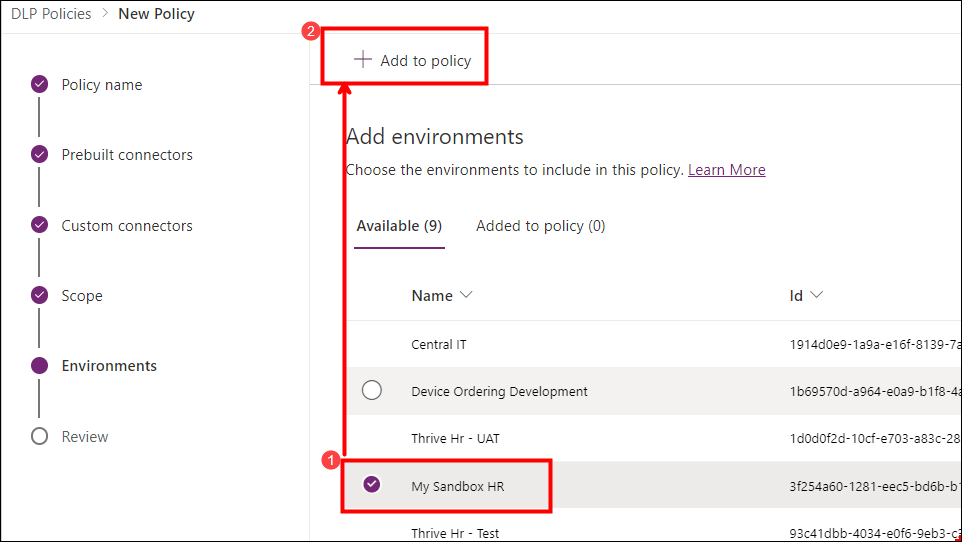 DLP Policies > New Policy
2
+ Add to policy
Policy name
Prebuilt connectors
Custom connectors
Scope
Environments
Review
Add environments
Choose the environments to include in this policy. Learn More
Available (9) Added to policy (0)
Name Id
Central IT 1914d0e9-1a9a-e16f-8139-7a
Device Ordering Development 1b69570d-a964-e0a9-b1f8-4a
Thrive Hr - UAT 1d0d0f2d-10cf-e703-a83c-28
1
My Sandbox HR 3f254a60-1281-eec5-bd6b-b1
Thrive Hr - Test 93c41dbb-4034-e0f6-9eb3-c3